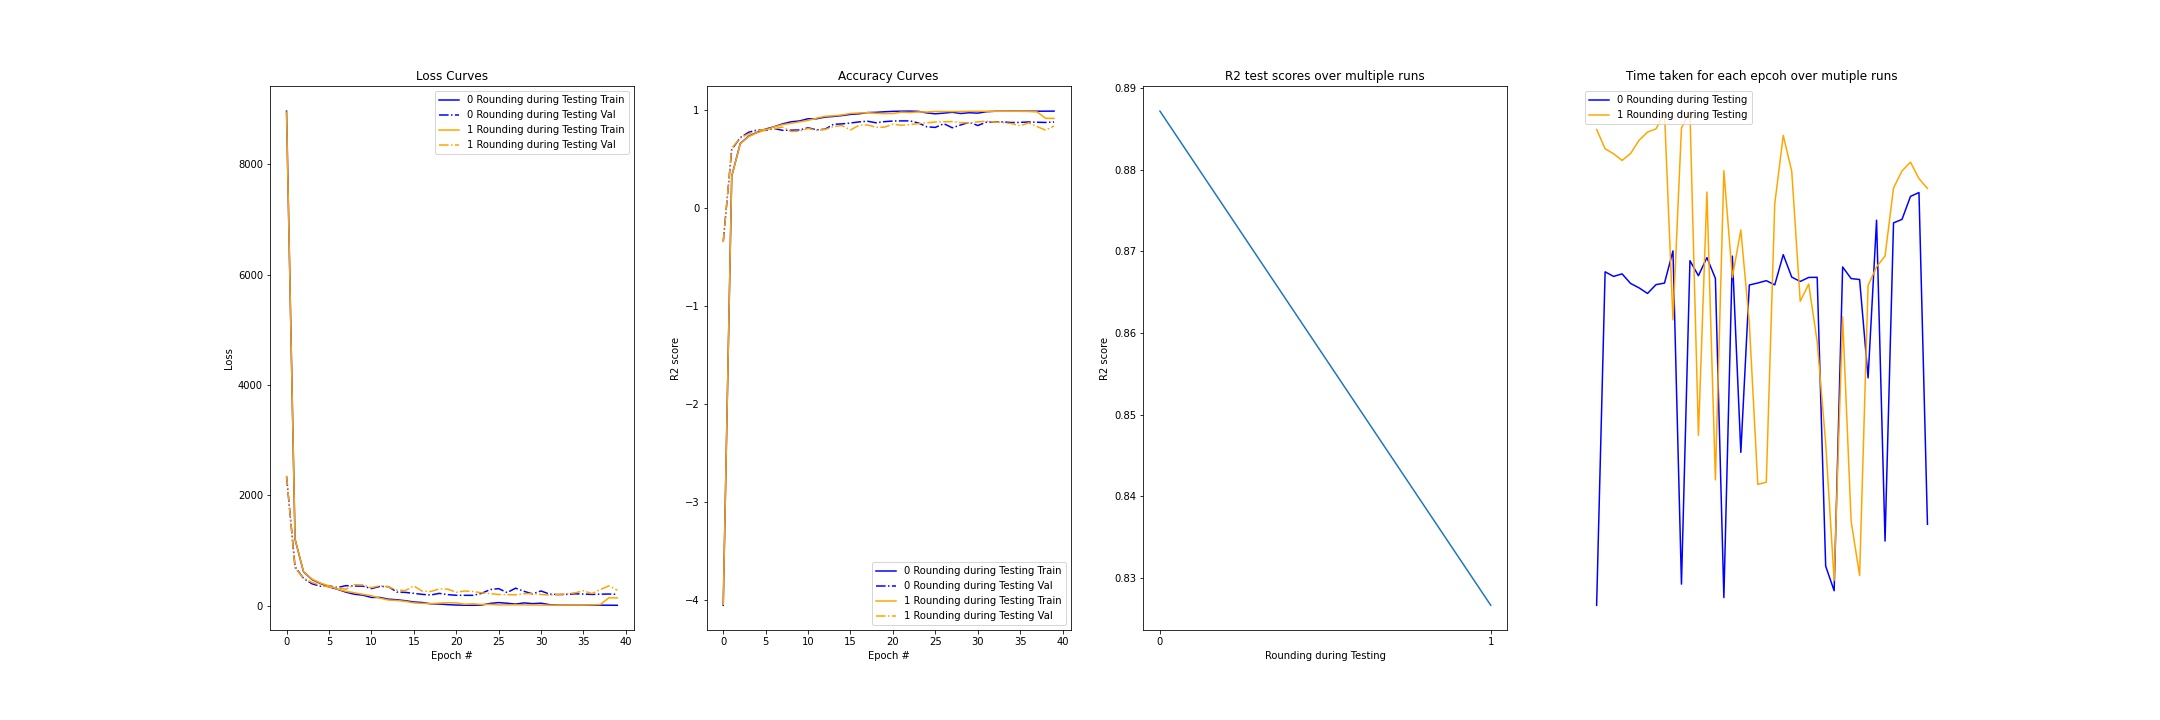 Loss Curves
Loss
8000
6000
4000
2000
0
0 Rounding during Testing Train
0 Rounding during Testing Val
1 Rounding during Testing Train
1 Rounding during Testing Val
0 5 10 15 20 25 30 35 40
Epoch #
Accuracy Curves
R2 score
1
0
−1
−2
−3
−4
0 Rounding during Testing Train
0 Rounding during Testing Val
1 Rounding during Testing Train
1 Rounding during Testing Val
0 5 10 15 20 25 30 35 40
Epoch #
R2 test scores over multiple runs
R2 score
0.89
0.88
0.87
0.86
0.85
0.84
0.83
0 1
Rounding during Testing
Time taken for each epcoh over mutiple runs
0 Rounding during Testing
1 Rounding during Testing